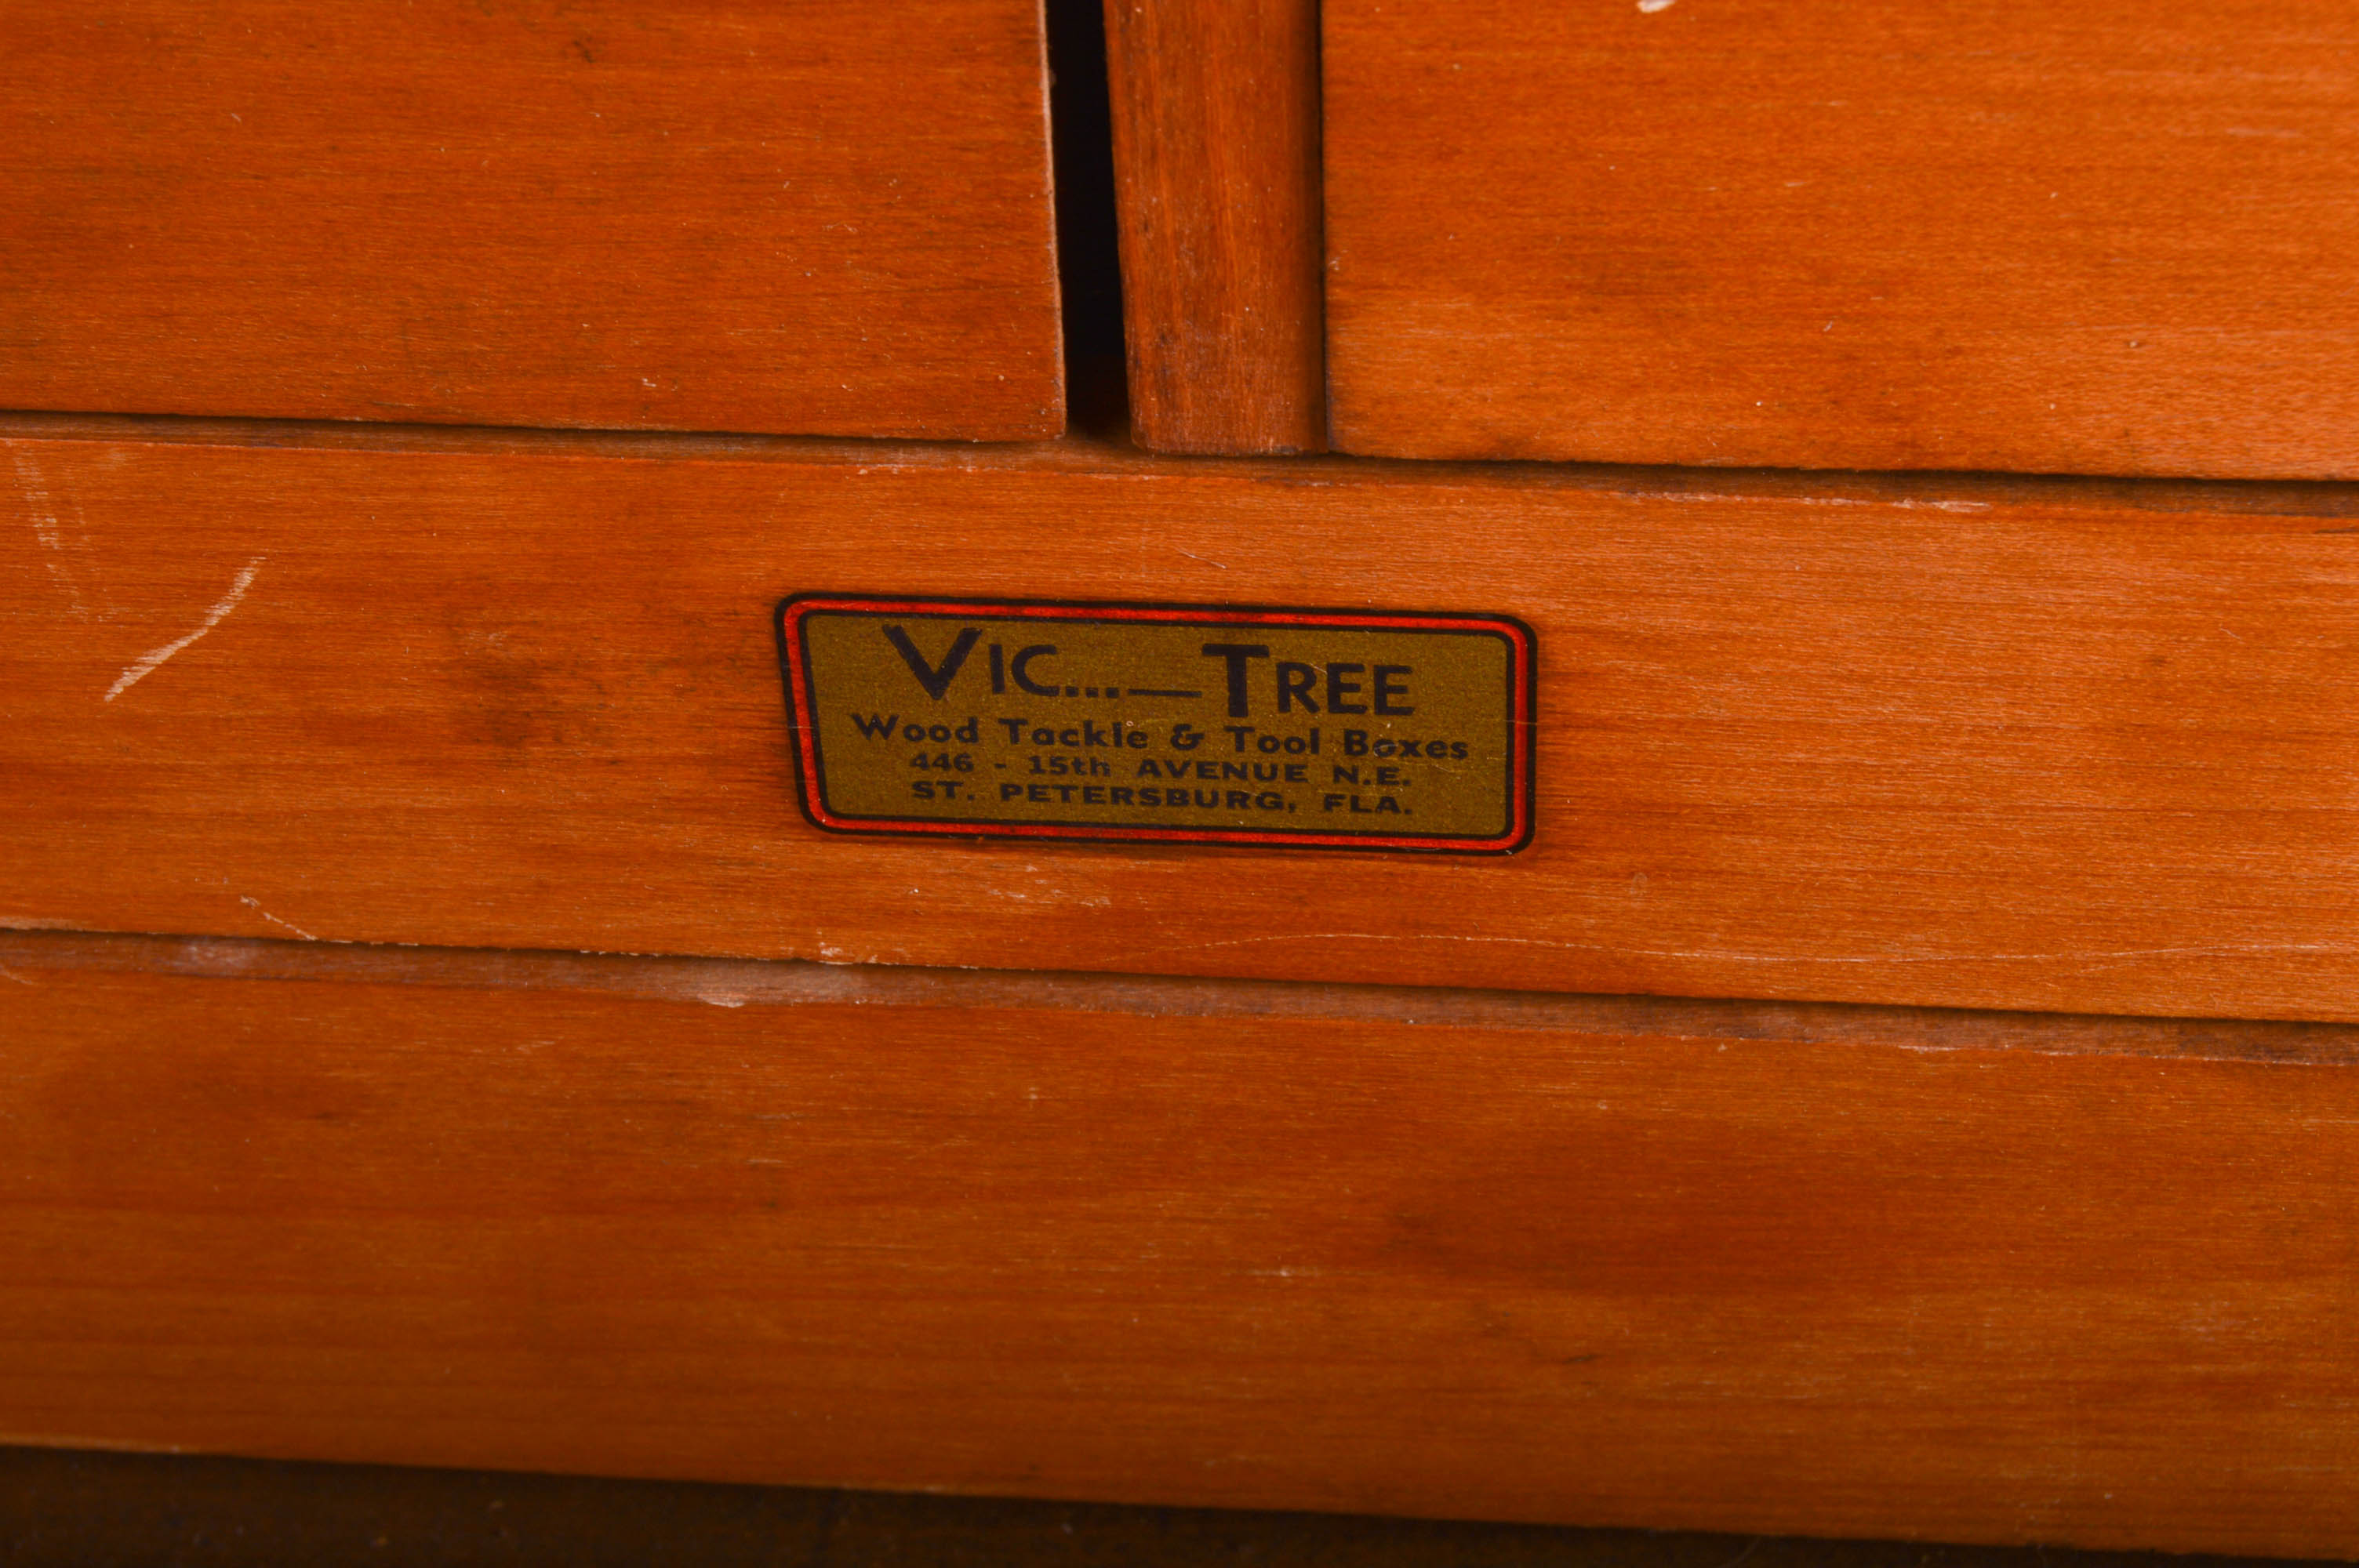 VIC...—TREE
Wood Tackle & Tool Boxes
446 - 15th AVENUE N.E.
ST. PETERSBURG, FLA.